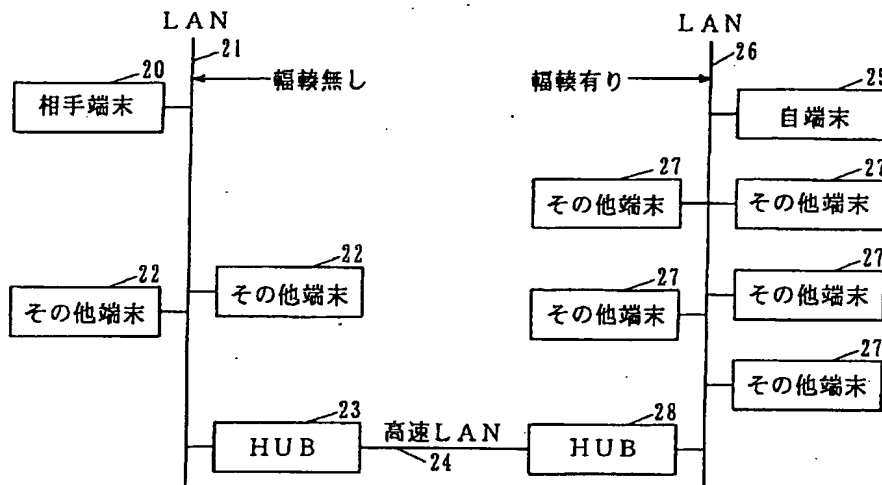 LAN
21
輻輳無し
20
相手端末
22
その他端末
22
その他端末
23
HUB
高速LAN
24
LAN
26
輻輳有り
25
自端末
27
その他端末
27
その他端末
27
その他端末
27
その他端末
27
その他端末
28
HUB